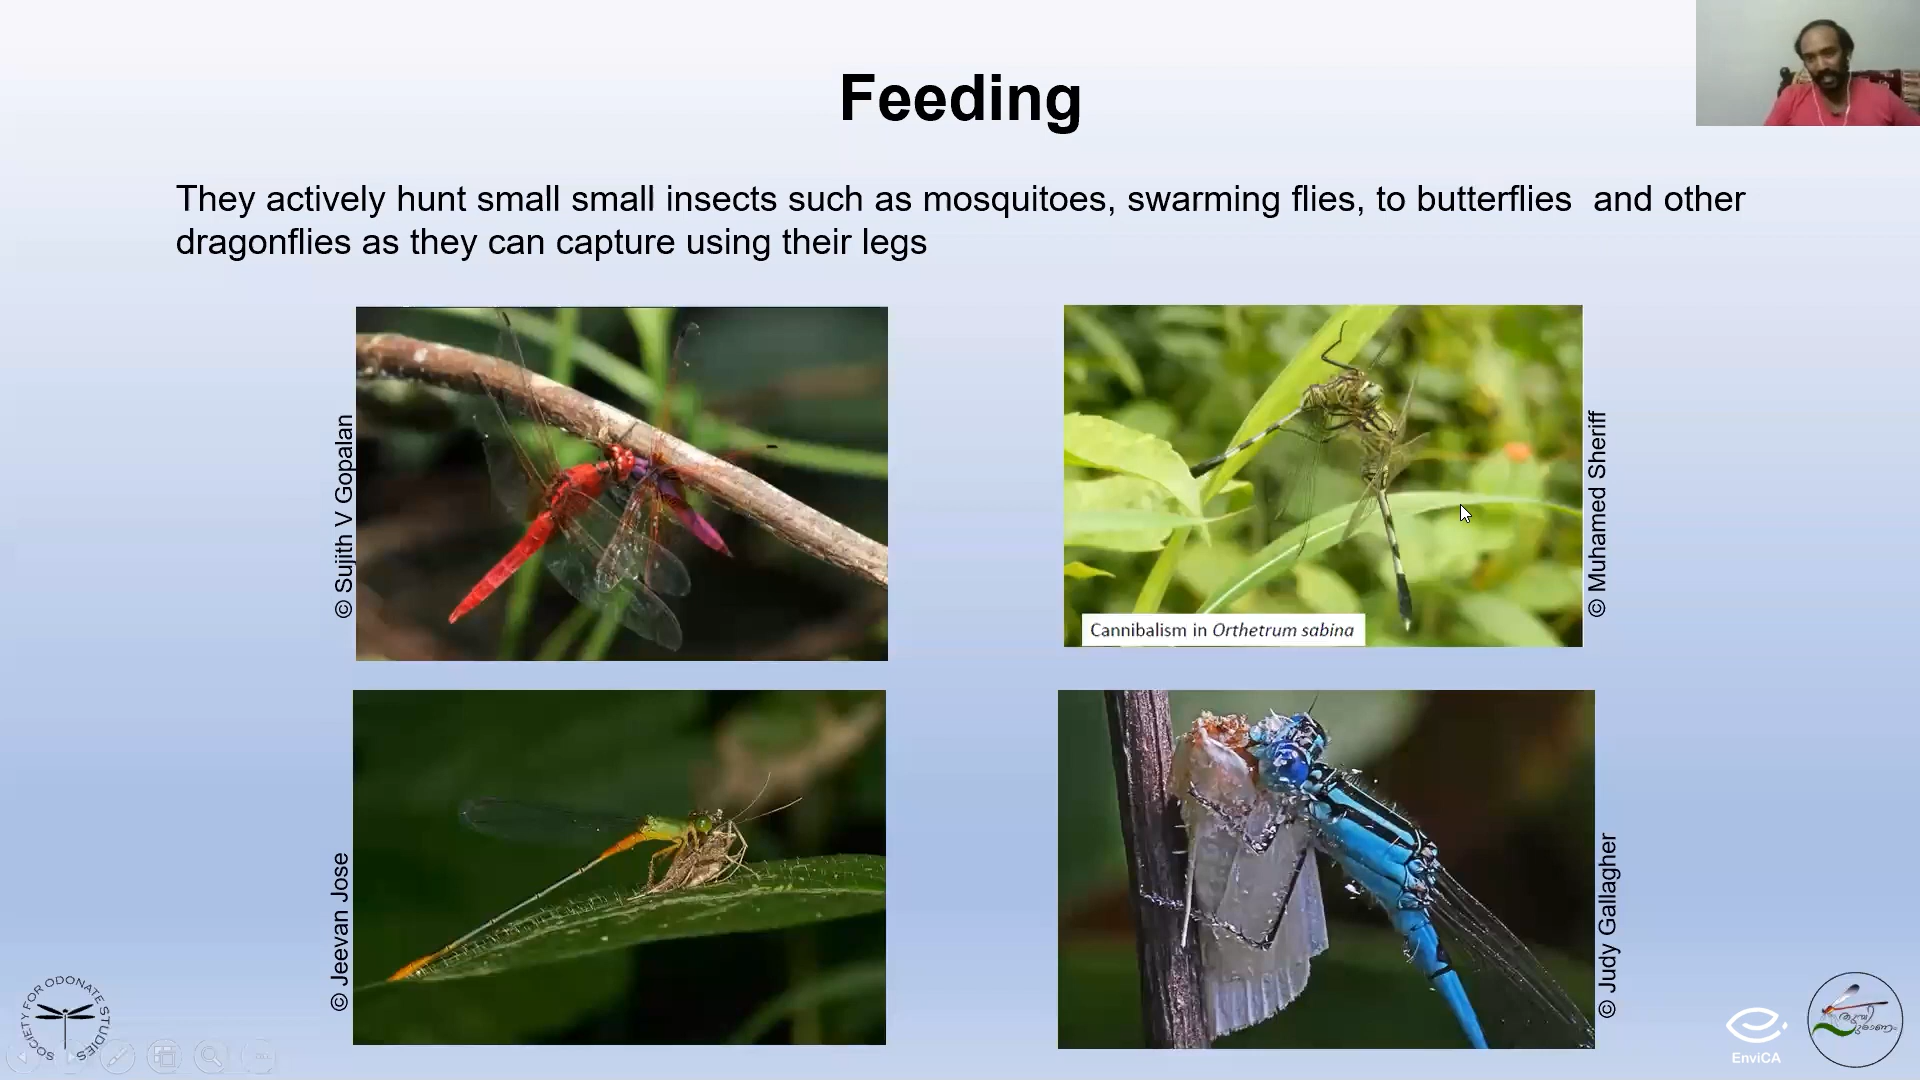 Feeding
They actively hunt small small insects such as mosquitoes, swarming flies, to butterflies  and other
dragonflies as they can capture using their legs
© Sujith V Gopalan
© Muhamed Sheriff
Cannibalism in Orthetrum sabina
© Jeevan Jose
© Judy Gallagher
SOCIETY FOR ODONATE STUDIES
EnviCA